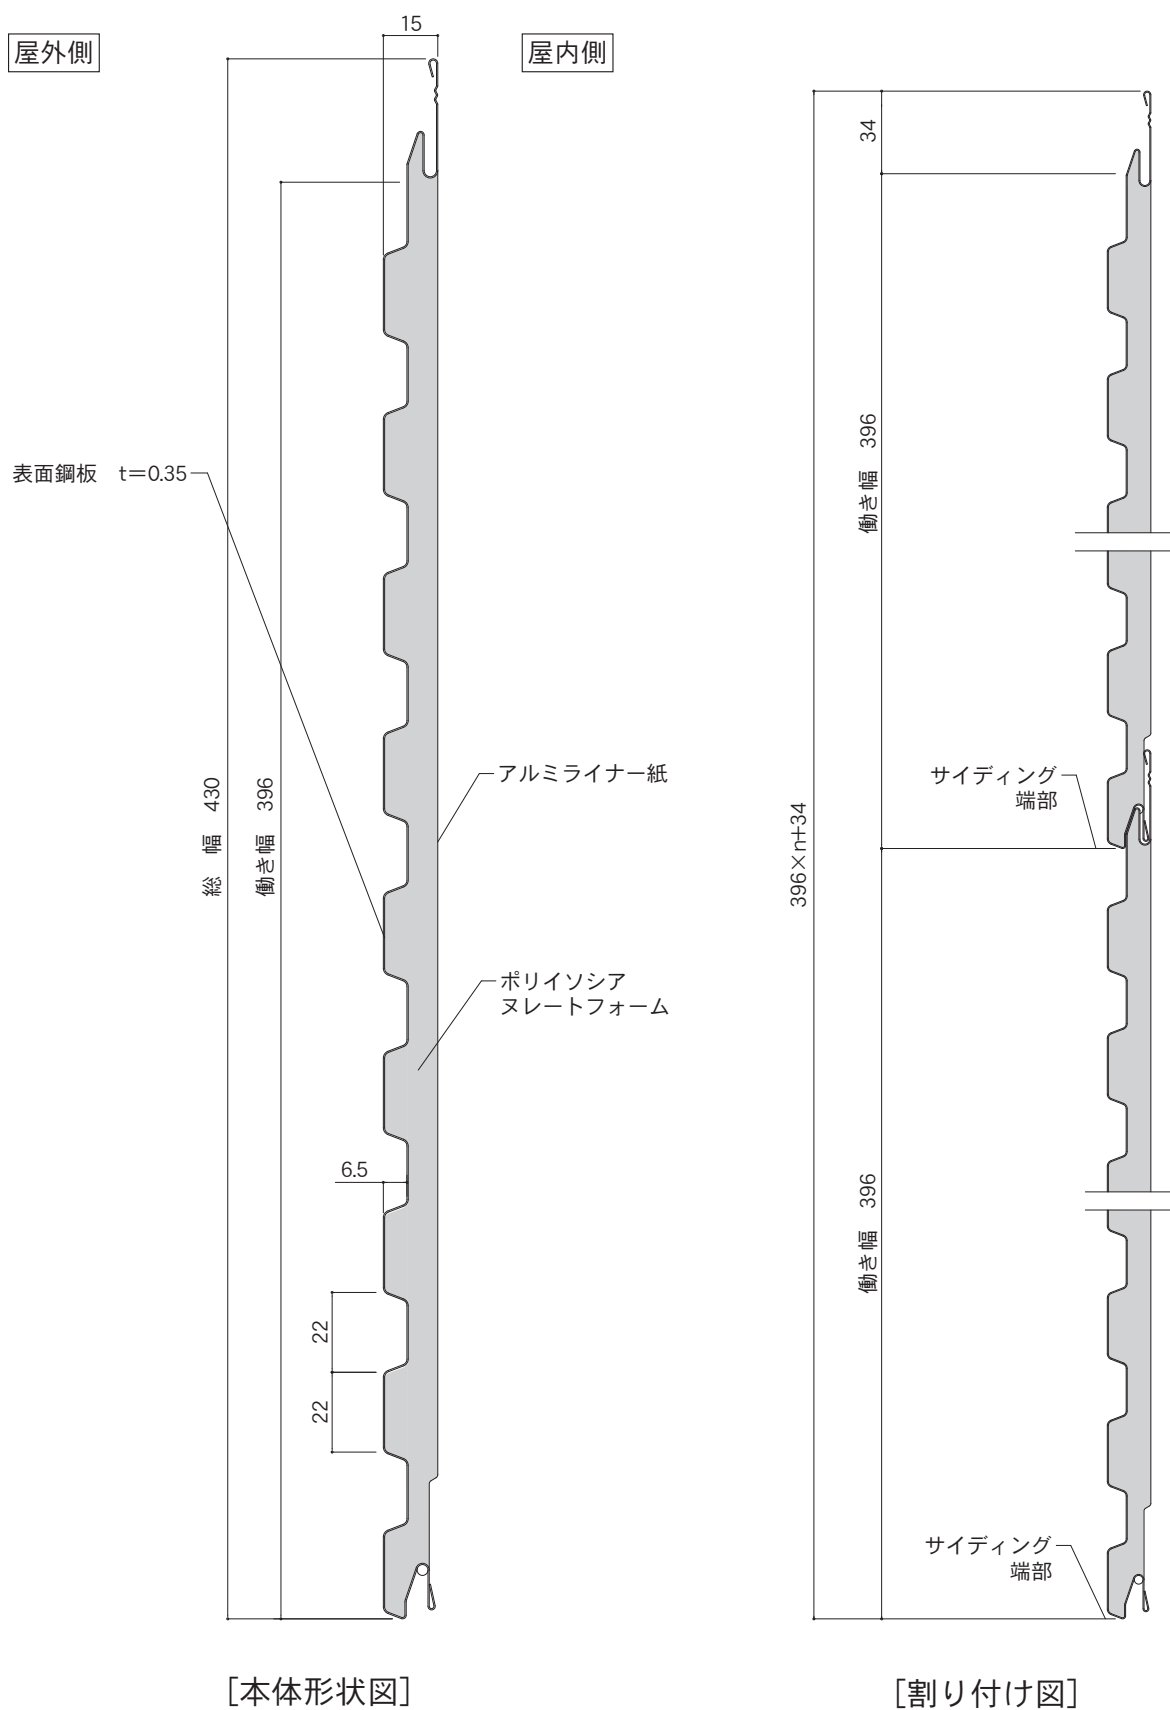 屋外側
15
屋内側
表面鋼板　t=0.35
総　幅　430
働き幅　396
アルミライナー紙
ポリイソシア
ヌレートフォーム
6.5
22
22
[本体形状図]
34
働き幅　396
サイディング
端部
396×n+34
働き幅　396
サイディング
端部
[割り付け図]